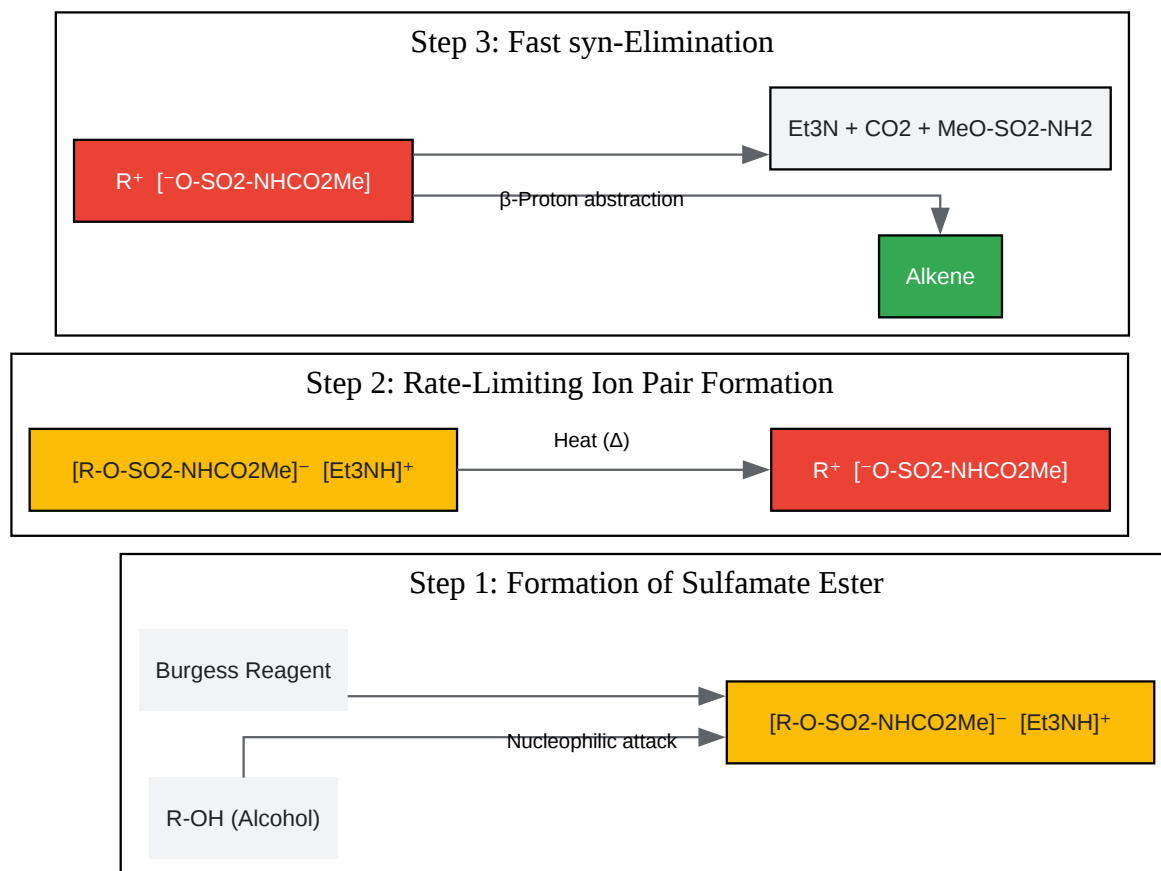 Step 3: Fast syn-Elimination
Et3N + CO2 + MeO-SO2-NH2
R⁺ [⁻O-SO2-NHCO2Me]
β-Proton abstraction
Alkene
Step 2: Rate-Limiting Ion Pair Formation
Heat (Δ)
[R-O-SO2-NHCO2Me]⁻ [Et3NH]⁺
R⁺ [⁻O-SO2-NHCO2Me]
Step 1: Formation of Sulfamate Ester
Burgess Reagent
[R-O-SO2-NHCO2Me]⁻ [Et3NH]⁺
Nucleophilic attack
R-OH (Alcohol)